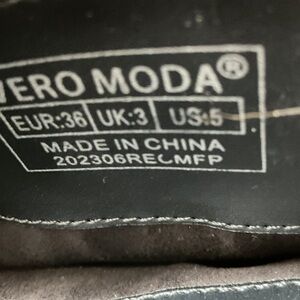 VERO MODA®
EUR:36 UK:3 US:5
MADE IN CHINA
202306RECMFP